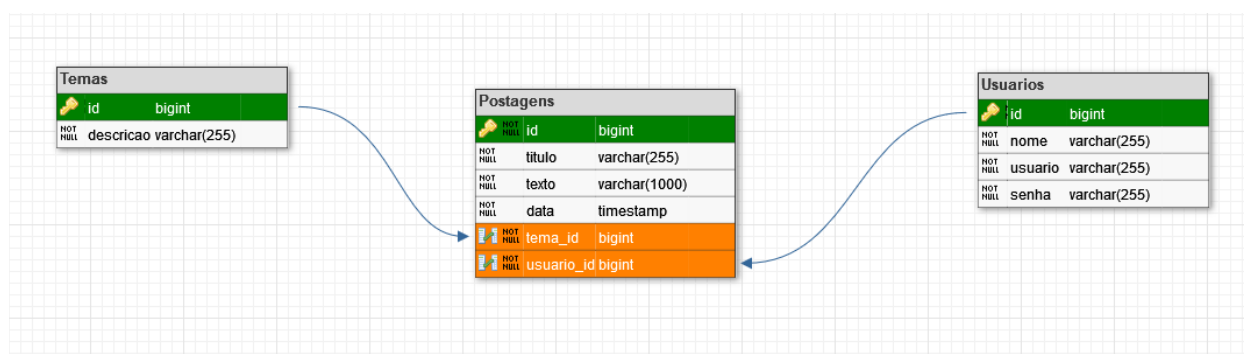 Temas
id bigint
NOT NULL descricao varchar(255)
Postagens
NOT NULL id bigint
NOT NULL titulo varchar(255)
NOT NULL texto varchar(1000)
NOT NULL data timestamp
NOT NULL tema_id bigint
NOT NULL usuario_id bigint
Usuarios
id bigint
NOT NULL nome varchar(255)
NOT NULL usuario varchar(255)
NOT NULL senha varchar(255)